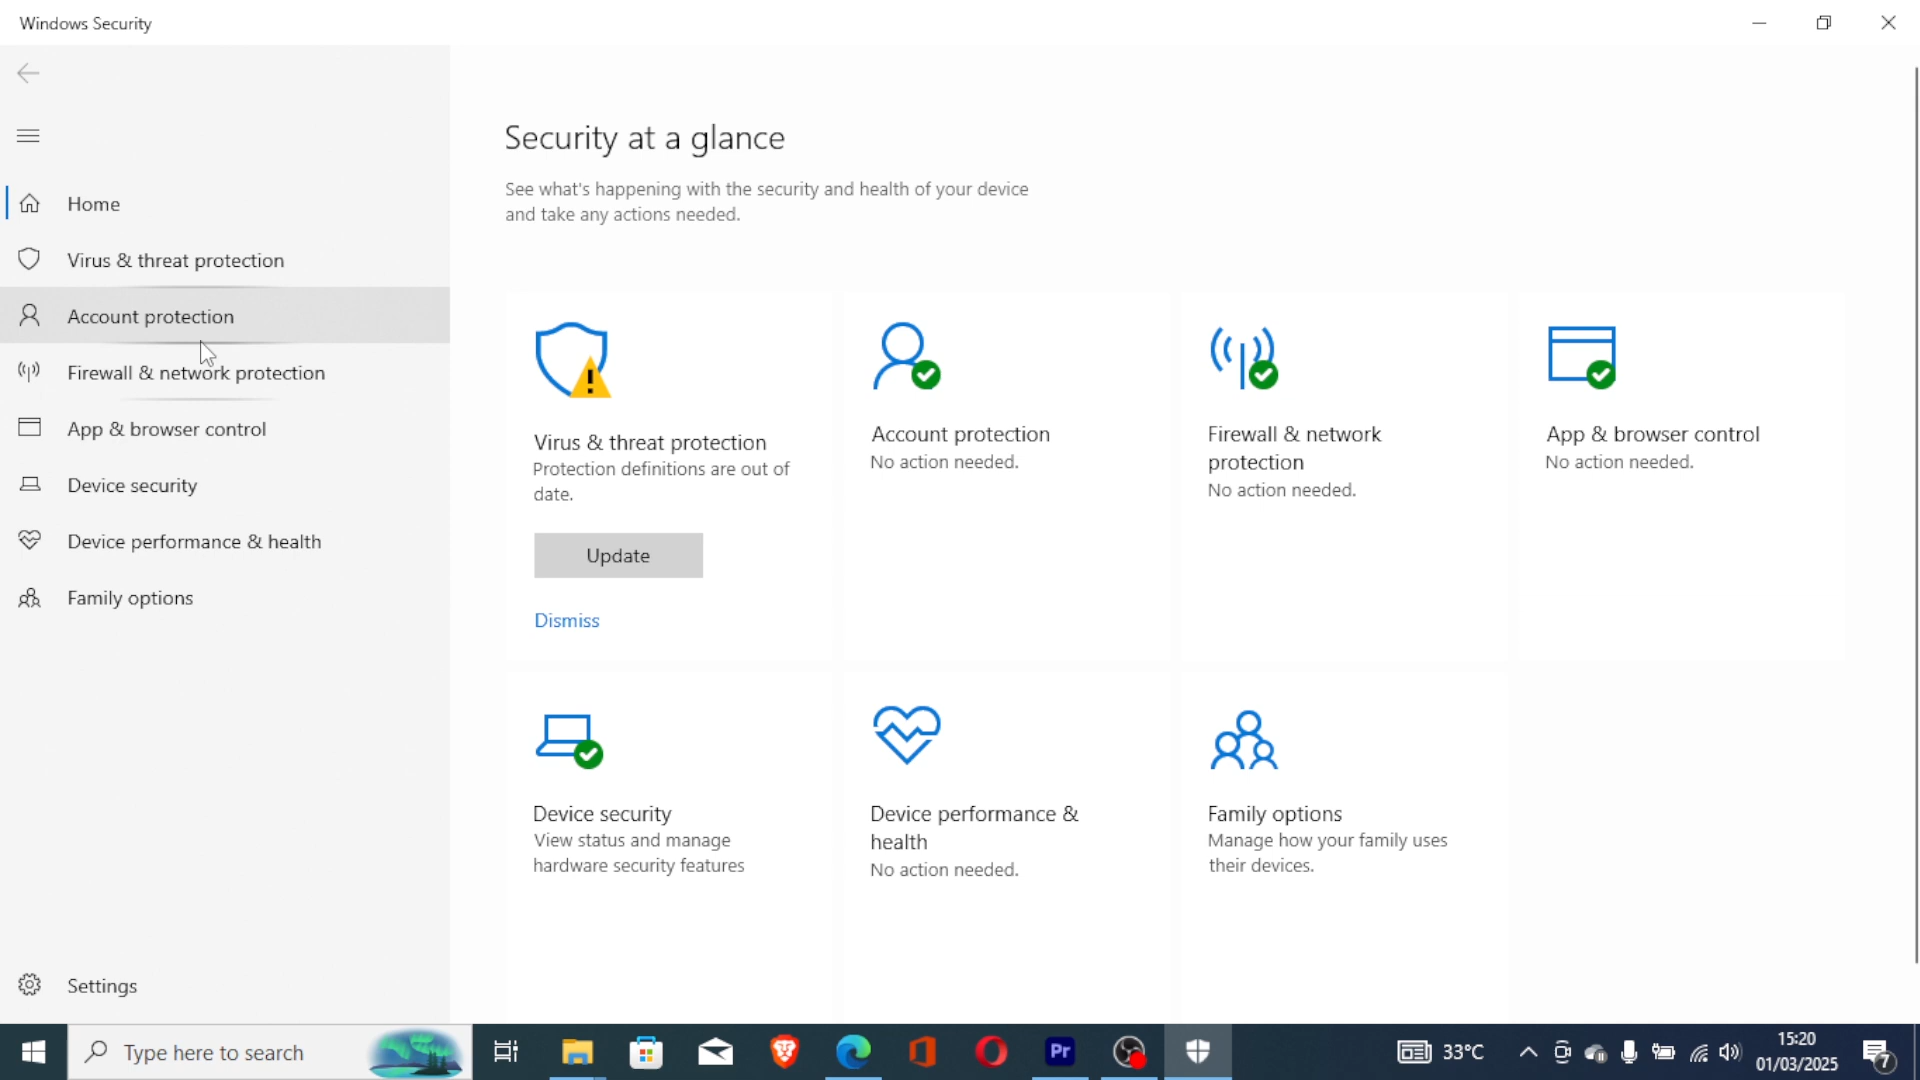 Windows Security
Home
Virus & threat protection
Account protection
Firewall & network protection
App & browser control
Device security
Device performance & health
Family options
Settings
Security at a glance
See what's happening with the security and health of your device
and take any actions needed.
Virus & threat protection
Protection definitions are out of
date.
Update
Dismiss
Account protection
No action needed.
Firewall & network
protection
No action needed.
App & browser control
No action needed.
Device security
View status and manage
hardware security features
Device performance &
health
No action needed.
Family options
Manage how your family uses
their devices.
Type here to search
Pr
33°C
15:20
01/03/2025
7